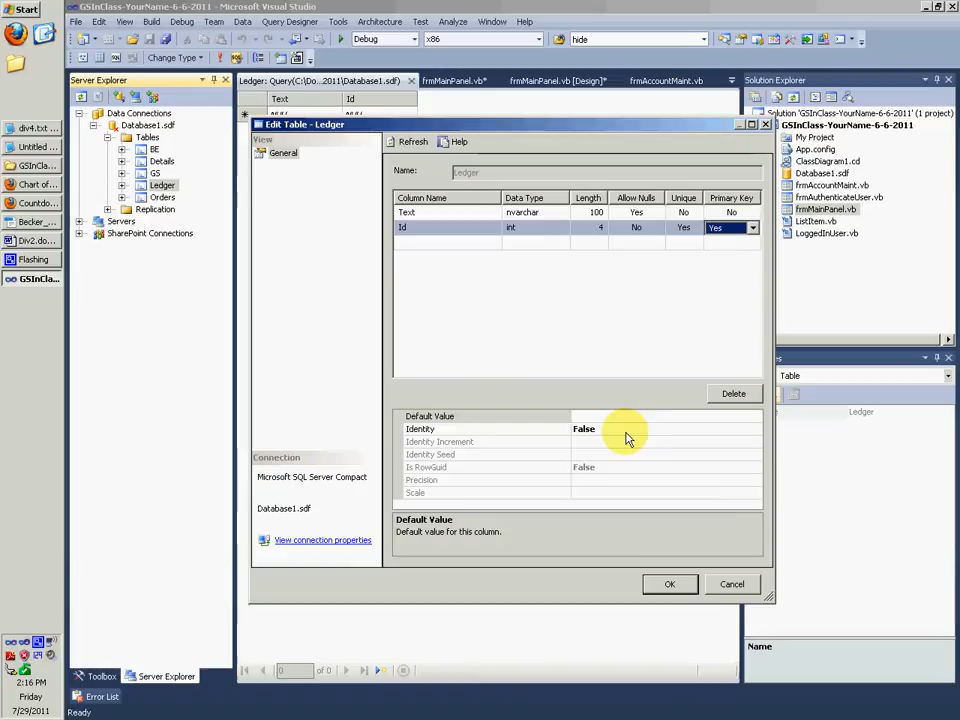 Start
GSInClass-YourName-6-6-2011 - Microsoft Visual Studio
File Edit View Project Build Debug Team Data Query Designer Tools Architecture Test Analyze Window Help
Debug x86 hide
Change Type
Server Explorer
Data Connections
Database1.sdf
Tables
BE
Details
GS
Ledger
Orders
Replication
Servers
SharePoint Connections
Ledger: Query(C:\Do...2011\Database1.sdf) frmMainPanel.vb* frmMainPanel.vb [Design]* frmAccountMaint.vb
Text Id
Edit Table - Ledger
View
General
Refresh Help
Name: Ledger
Column Name Data Type Length Allow Nulls Unique Primary Key
Text nvarchar 100 Yes No No
Id int 4 No Yes Yes
Delete
Default Value
Identity False
Identity Increment
Identity Seed
Is RowGuid False
Precision
Scale
Default Value
Default value for this column.
Connection
Microsoft SQL Server Compact
Database1.sdf
View connection properties
OK Cancel
Solution Explorer
GSInClass-YourName-6-6-2011 (1 project)
My Project
App.config
ClassDiagram1.cd
Database1.sdf
frmAccountMaint.vb
frmAuthenticateUser.vb
frmMainPanel.vb
ListItem.vb
LoggedInUser.vb
Table
Ledger
Name
0 of 0
Toolbox Server Explorer
Error List
Ready
div4.txt ...
Untitled ...
GSInCla...
Chart of...
Countdo...
Becker_...
Div2.do...
Flashing
GSInCla...
2:16 PM
Friday
7/29/2011